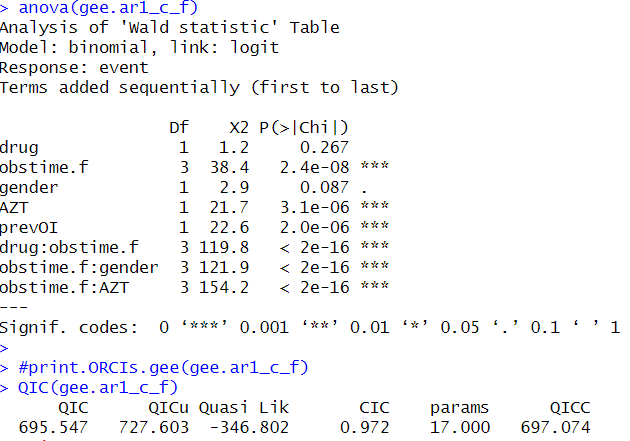 > anova(gee.ar1_c_f)
Analysis of 'Wald statistic' Table
Model: binomial, link: logit
Response: event
Terms added sequentially (first to last)
Df X2 P(>|Chi|)
drug 1 1.2 0.267
obstime.f 3 38.4 2.4e-08 ***
gender 1 2.9 0.087 .
AZT 1 21.7 3.1e-06 ***
prevOI 1 22.6 2.0e-06 ***
drug:obstime.f 3 119.8 < 2e-16 ***
obstime.f:gender 3 121.9 < 2e-16 ***
obstime.f:AZT 3 154.2 < 2e-16 ***
---
Signif. codes: 0 ‘***’ 0.001 ‘**’ 0.01 ‘*’ 0.05 ‘.’ 0.1 ‘ ’ 1
>
> #print.ORCIs.gee(gee.ar1_c_f)
> QIC(gee.ar1_c_f)
QIC QICu Quasi Lik CIC params QICC
695.547 727.603 -346.802 0.972 17.000 697.074